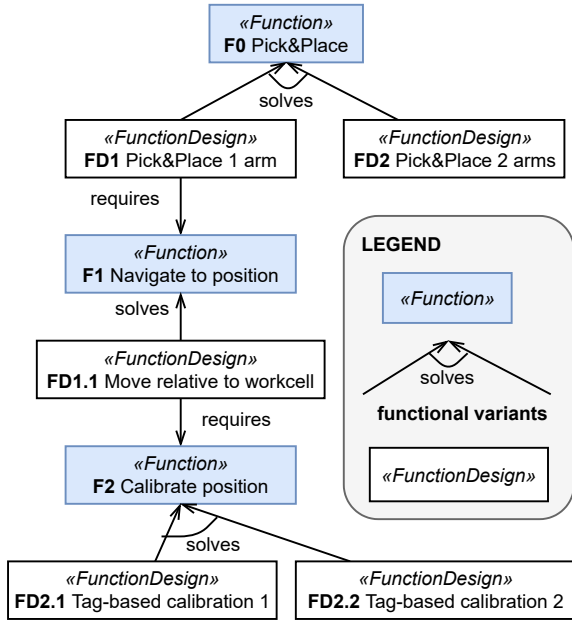 «Function»
F0 Pick&Place
solves
«FunctionDesign»
FD1 Pick&Place 1 arm
«FunctionDesign»
FD2 Pick&Place 2 arms
requires
«Function»
F1 Navigate to position
solves
«FunctionDesign»
FD1.1 Move relative to workcell
requires
«Function»
F2 Calibrate position
solves
«FunctionDesign»
FD2.1 Tag-based calibration 1
«FunctionDesign»
FD2.2 Tag-based calibration 2
LEGEND
«Function»
solves
functional variants
«FunctionDesign»